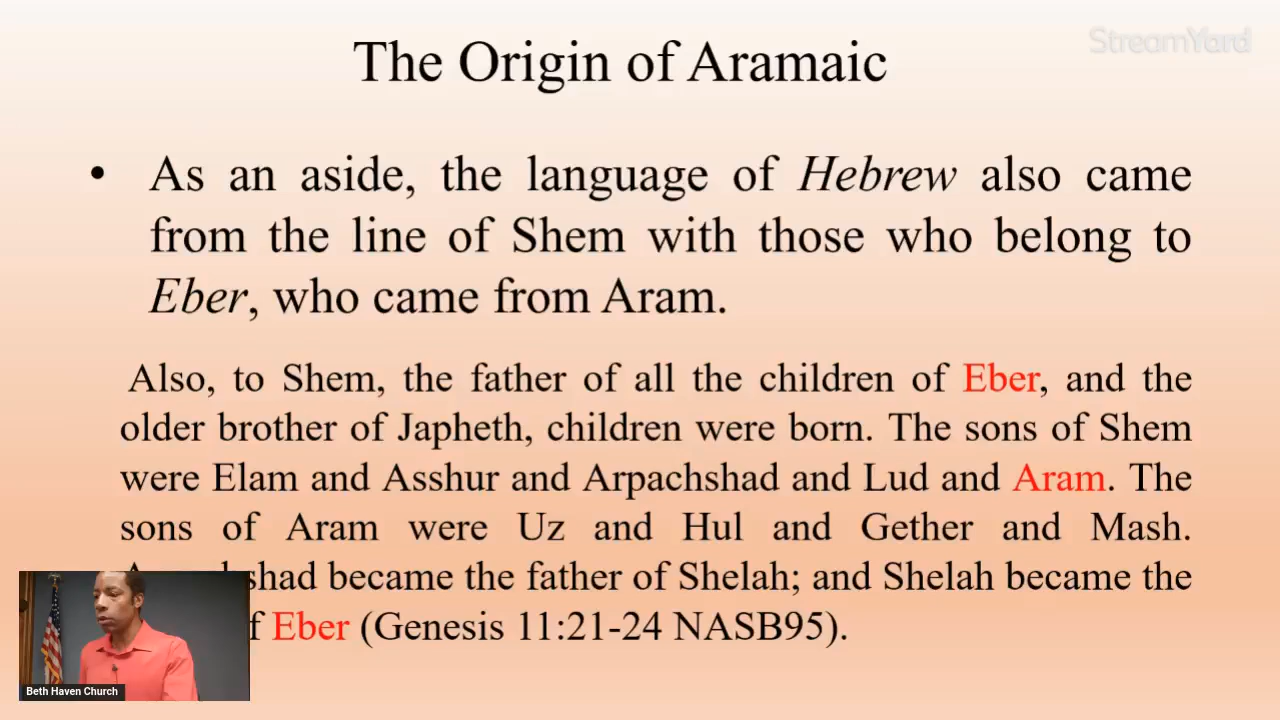 StreamYard
The Origin of Aramaic
• As an aside, the language of Hebrew also came
from the line of Shem with those who belong to
Eber, who came from Aram.
Also, to Shem, the father of all the children of Eber, and the
older brother of Japheth, children were born. The sons of Shem
were Elam and Asshur and Arpachshad and Lud and Aram. The
sons of Aram were Uz and Hul and Gether and Mash.
became the father of Shelah; and Shelah became the
Eber (Genesis 11:21-24 NASB95).
Beth Haven Church